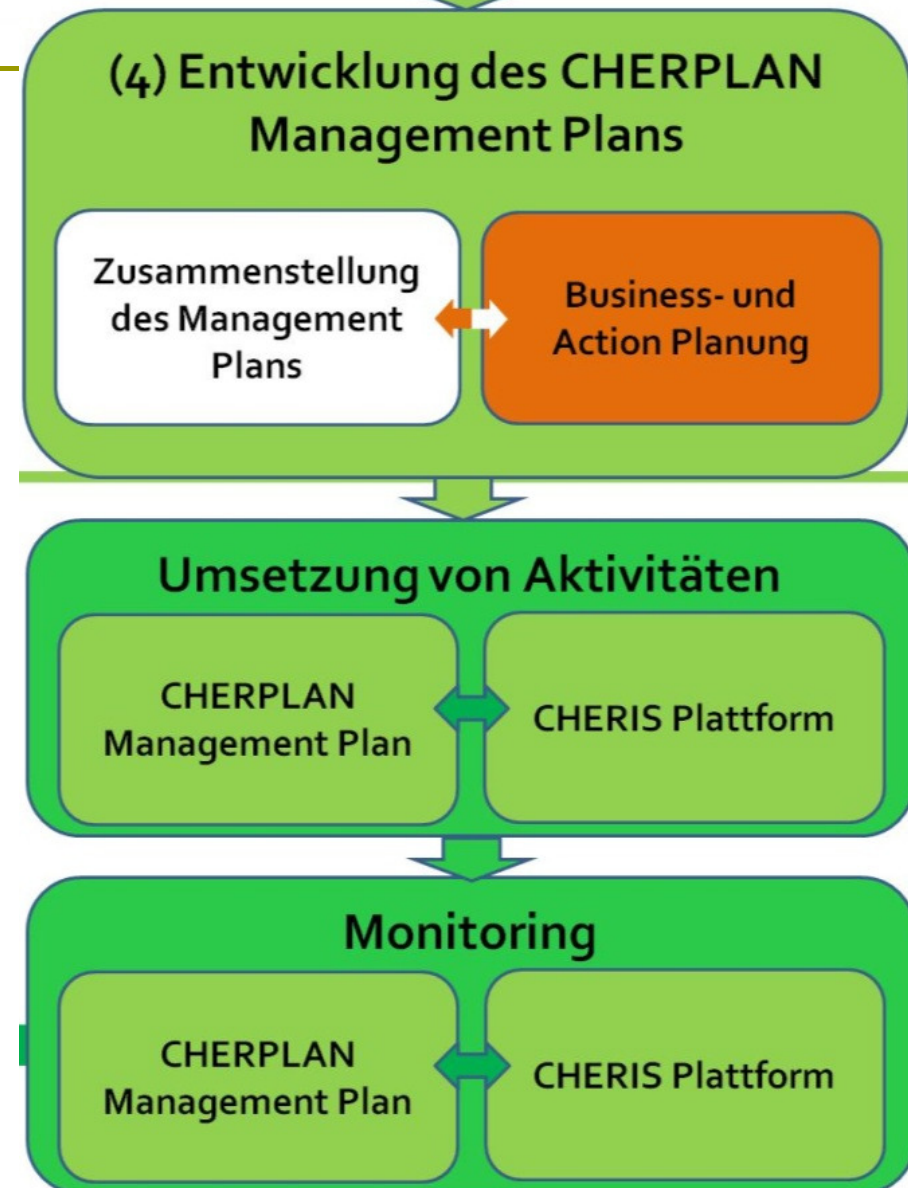 (4) Entwicklung des CHERPLAN
Management Plans
Zusammenstellung
des Management
Plans
Business- und
Action Planung
Umsetzung von Aktivitäten
CHERPLAN
Management Plan
CHERIS Plattform
Monitoring
CHERPLAN
Management Plan
CHERIS Plattform